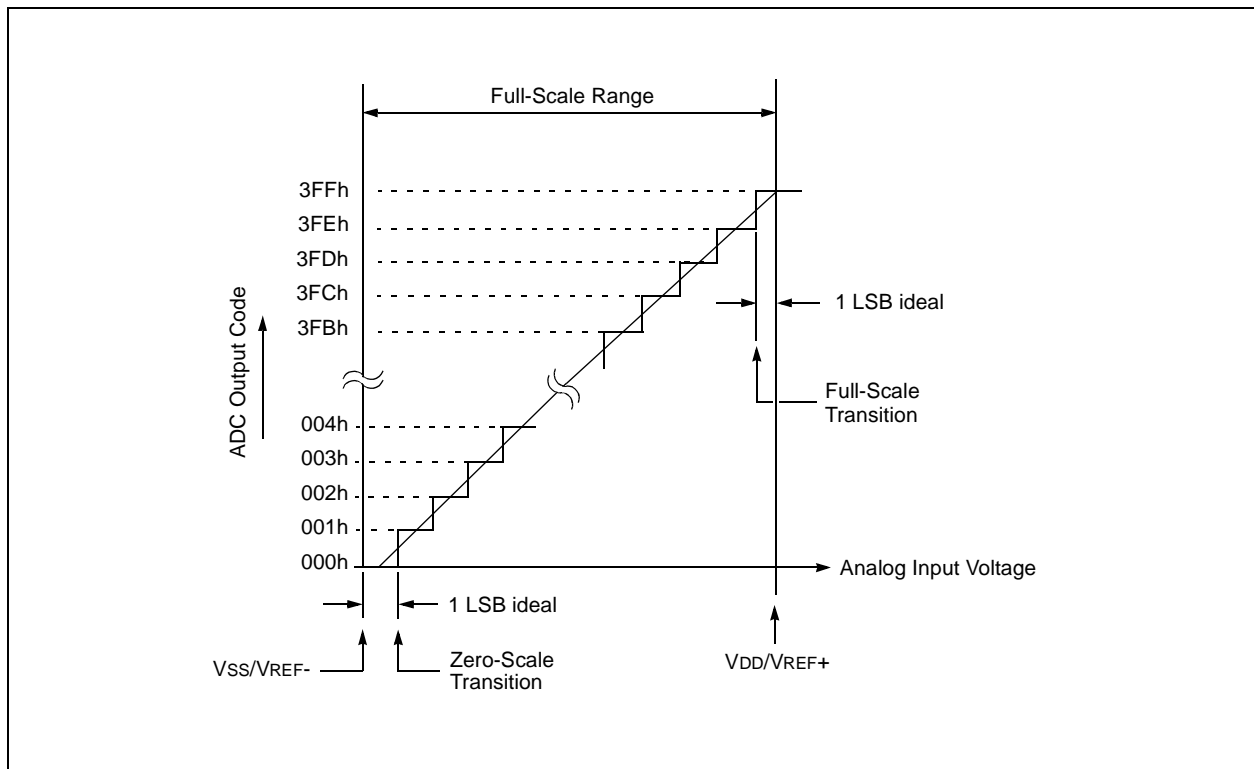 Full-Scale Range
3FFh
3FEh
3FDh
3FCh
3FBh
1 LSB ideal
ADC Output Code
Full-Scale
Transition
004h
003h
002h
001h
000h
Analog Input Voltage
1 LSB ideal
VSS/VREF-
Zero-Scale
Transition
VDD/VREF+